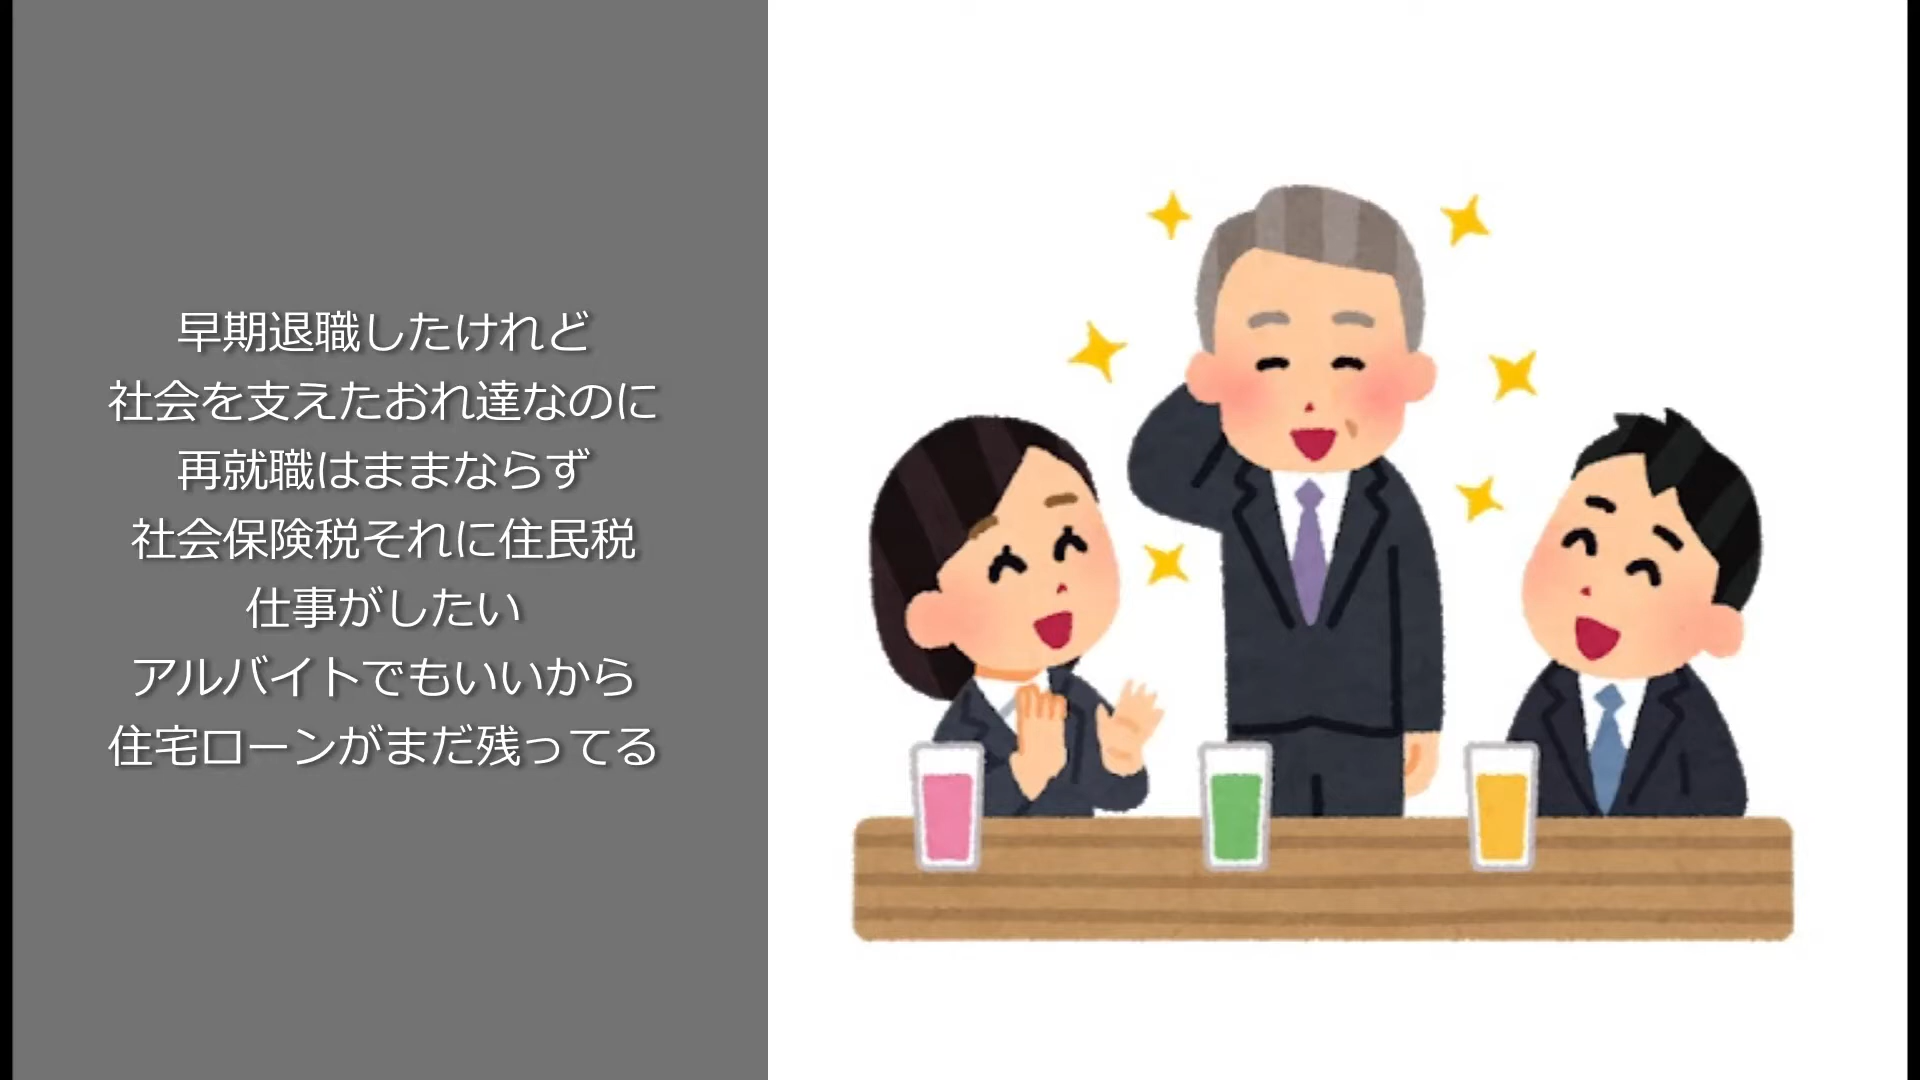 早期退職したけれど
社会を支えたおれ達なのに
再就職はままならず
社会保険税それに住民税
仕事がしたい
アルバイトでもいいから
住宅ローンがまだ残ってる